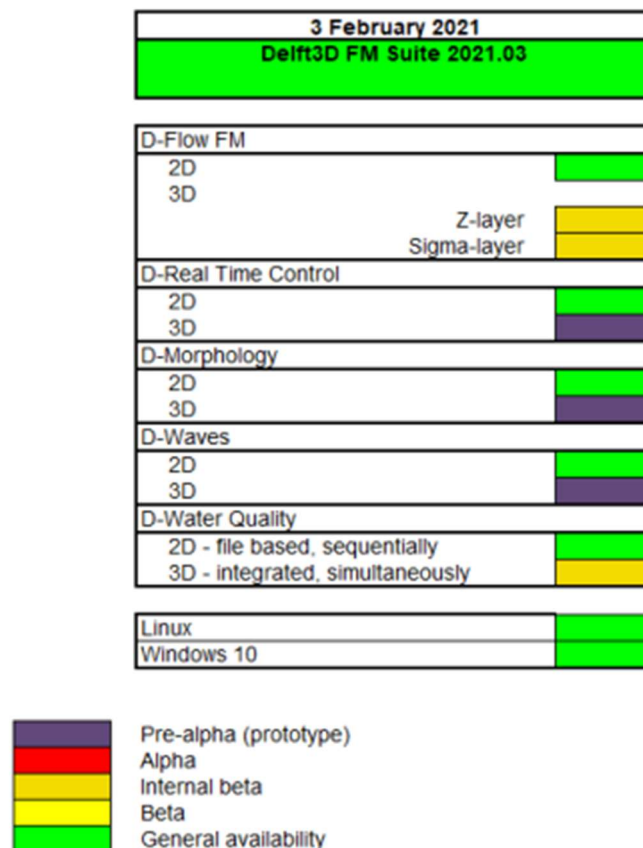 3 February 2021
Delft3D FM Suite 2021.03
D-Flow FM
2D
3D
Z-layer
Sigma-layer
D-Real Time Control
2D
3D
D-Morphology
2D
3D
D-Waves
2D
3D
D-Water Quality
2D - file based, sequentially
3D - integrated, simultaneously
Linux
Windows 10
Pre-alpha (prototype)
Alpha
Internal beta
Beta
General availability